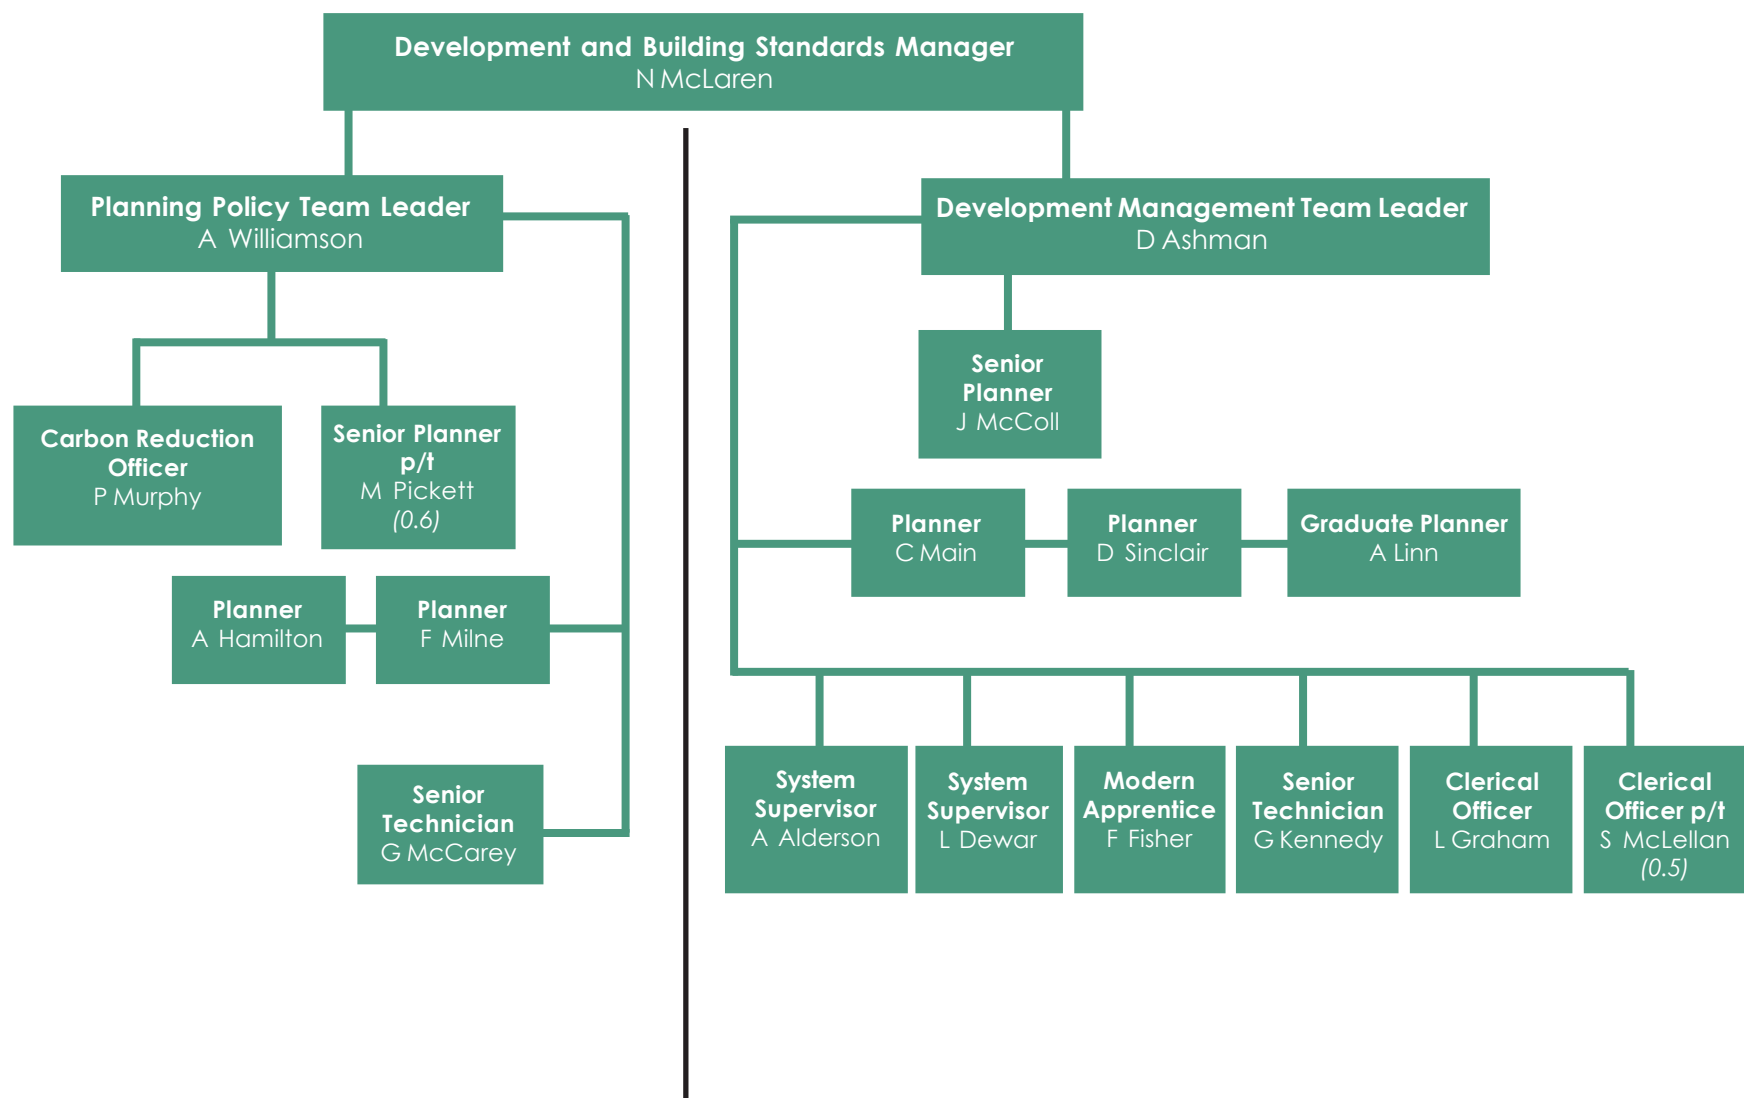 Development and Building Standards Manager
N McLaren
Planning Policy Team Leader
A Williamson
Development Management Team Leader
D Ashman
Senior
Planner
J McColl
Carbon Reduction
Officer
P Murphy
Senior Planner
p/t
M Pickett
(0.6)
Planner
C Main
Planner
D Sinclair
Graduate Planner
A Linn
Planner
A Hamilton
Planner
F Milne
Senior
Technician
G McCarey
System
Supervisor
A Alderson
System
Supervisor
L Dewar
Modern
Apprentice
F Fisher
Senior
Technician
G Kennedy
Clerical
Officer
L Graham
Clerical
Officer p/t
S McLellan
(0.5)